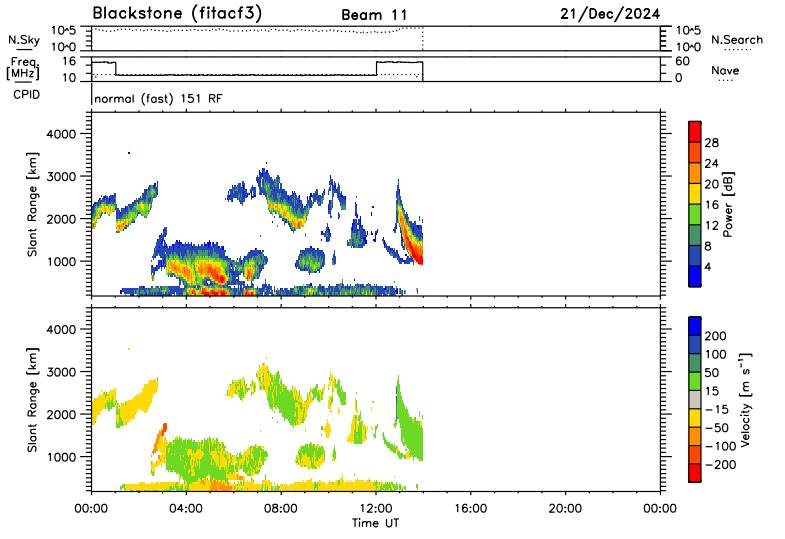 Blackstone (fitacf3) Beam 11 21/Dec/2024
N.Sky 10^5 10^0 10^5 10^0 N.Search
Freq. [MHz] 16 10 60 0 Nave
CPID normal (fast) 151 RF
Slant Range [km]
4000
3000
2000
1000
28
24
20
16
12
8
4
Power [dB]
Slant Range [km]
4000
3000
2000
1000
200
100
50
15
-15
-50
-100
-200
Velocity [m s⁻¹]
00:00 04:00 08:00 12:00 16:00 20:00 00:00
Time UT